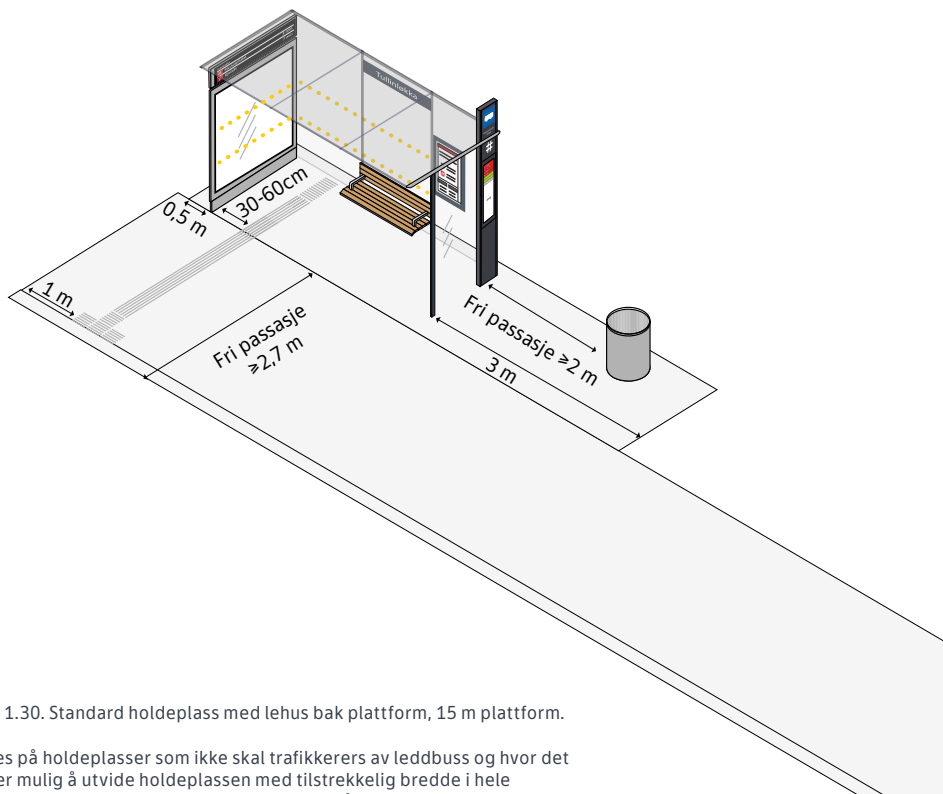 Tullinløkka
#
30-60cm
0,5 m
1 m
Fri passasje
≥2,7 m
Fri passasje ≥2 m
3 m
1.30. Standard holdeplass med lehus bak plattform, 15 m plattform.
es på holdeplasser som ikke skal trafikkerers av leddbuss og hvor det
er mulig å utvide holdeplassen med tilstrekkelig bredde i hele